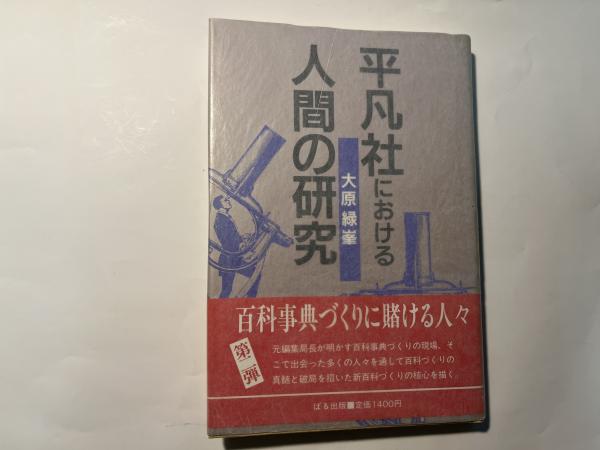 平凡社における
人間の研究
大原緑峯
百科事典づくりに賭ける人々
第二弾
元編集局長が明かす百科事典づくりの現場、そ
こで出会った多くの人々を通して百科づくりの
真髄と破局を招いた新百科づくりの核心を描く。
ぱる出版■定価1400円